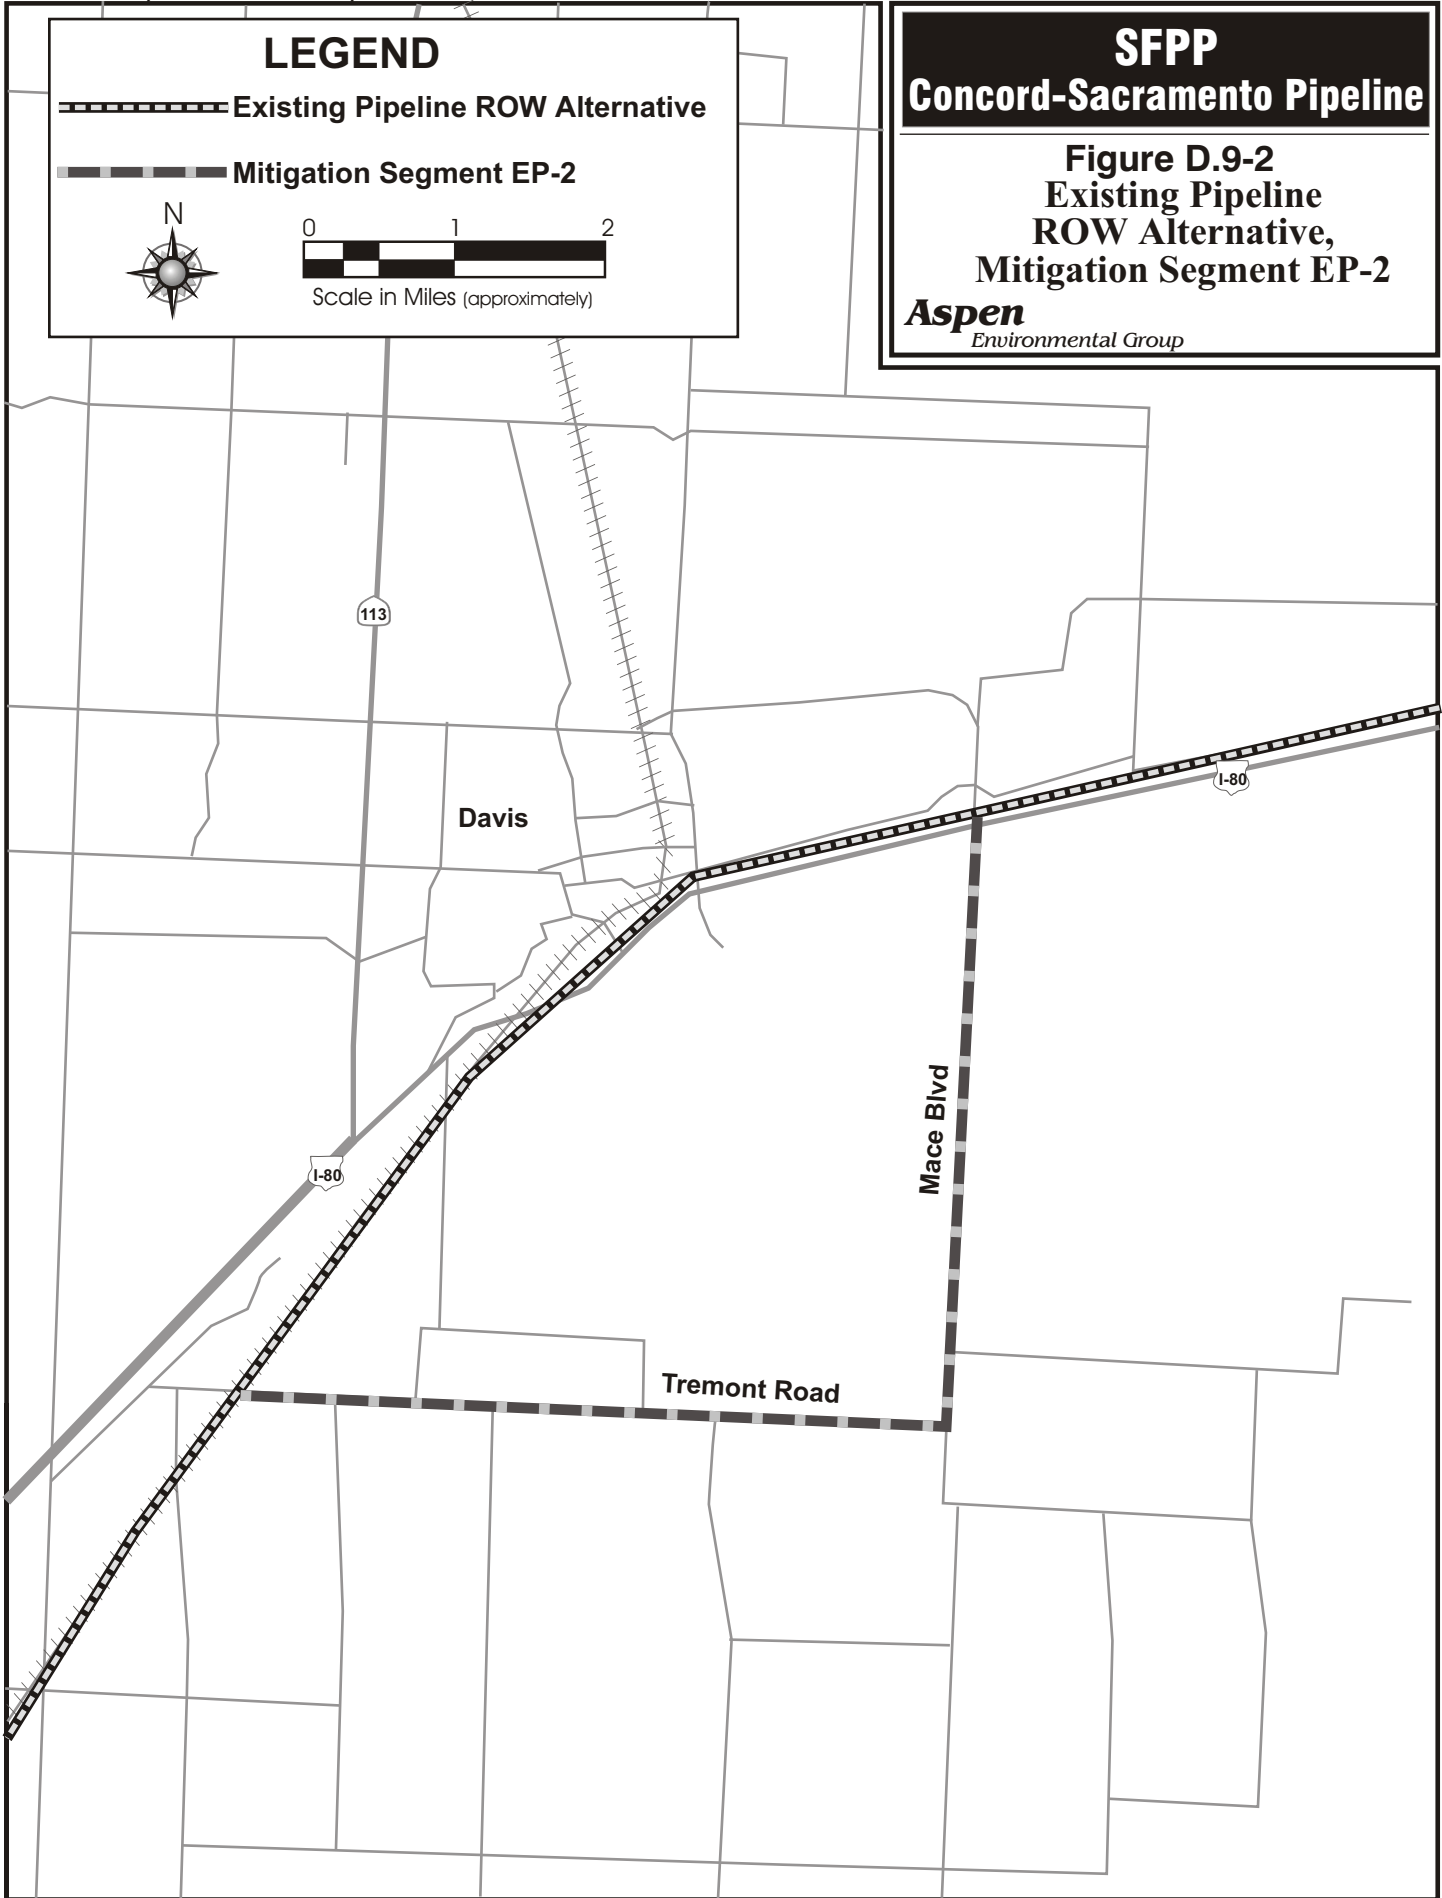 LEGEND
Existing Pipeline ROW Alternative
Mitigation Segment EP-2
N
0 1 2
Scale in Miles (approximately)
SFPP
Concord-Sacramento Pipeline
Figure D.9-2
Existing Pipeline
ROW Alternative,
Mitigation Segment EP-2
Aspen
Environmental Group
113
I-80
Davis
Mace Blvd
I-80
Tremont Road